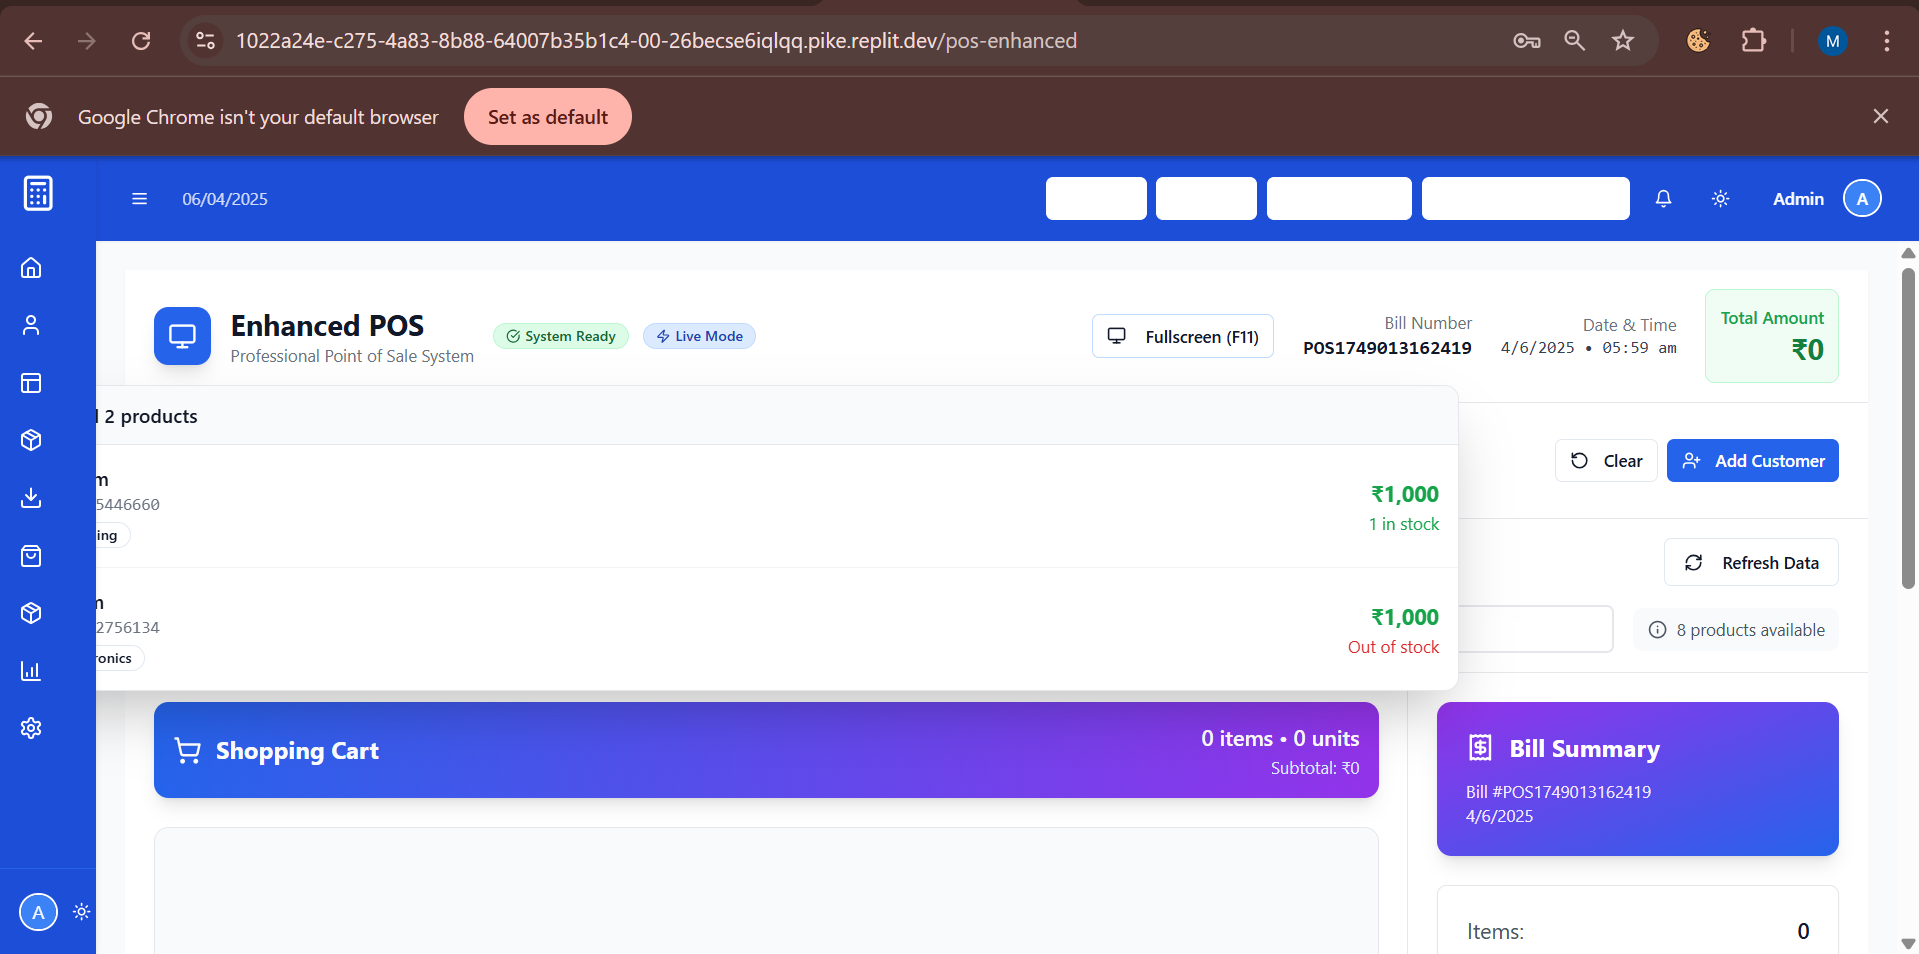 1022a24e-c275-4a83-8b88-64007b35b1c4-00-26becse6iqlqq.pike.replit.dev/pos-enhanced
M
Google Chrome isn't your default browser
Set as default
06/04/2025
Admin
A
Enhanced POS
Professional Point of Sale System
System Ready
Live Mode
Fullscreen (F11)
Bill Number
POS1749013162419
Date & Time
4/6/2025 • 05:59 am
Total Amount
₹0
2 products
m
5446660
ing
₹1,000
1 in stock
2756134
ronics
₹1,000
Out of stock
Clear
Add Customer
Refresh Data
8 products available
Shopping Cart
0 items • 0 units
Subtotal: ₹0
Bill Summary
Bill #POS1749013162419
4/6/2025
Items:
0
A